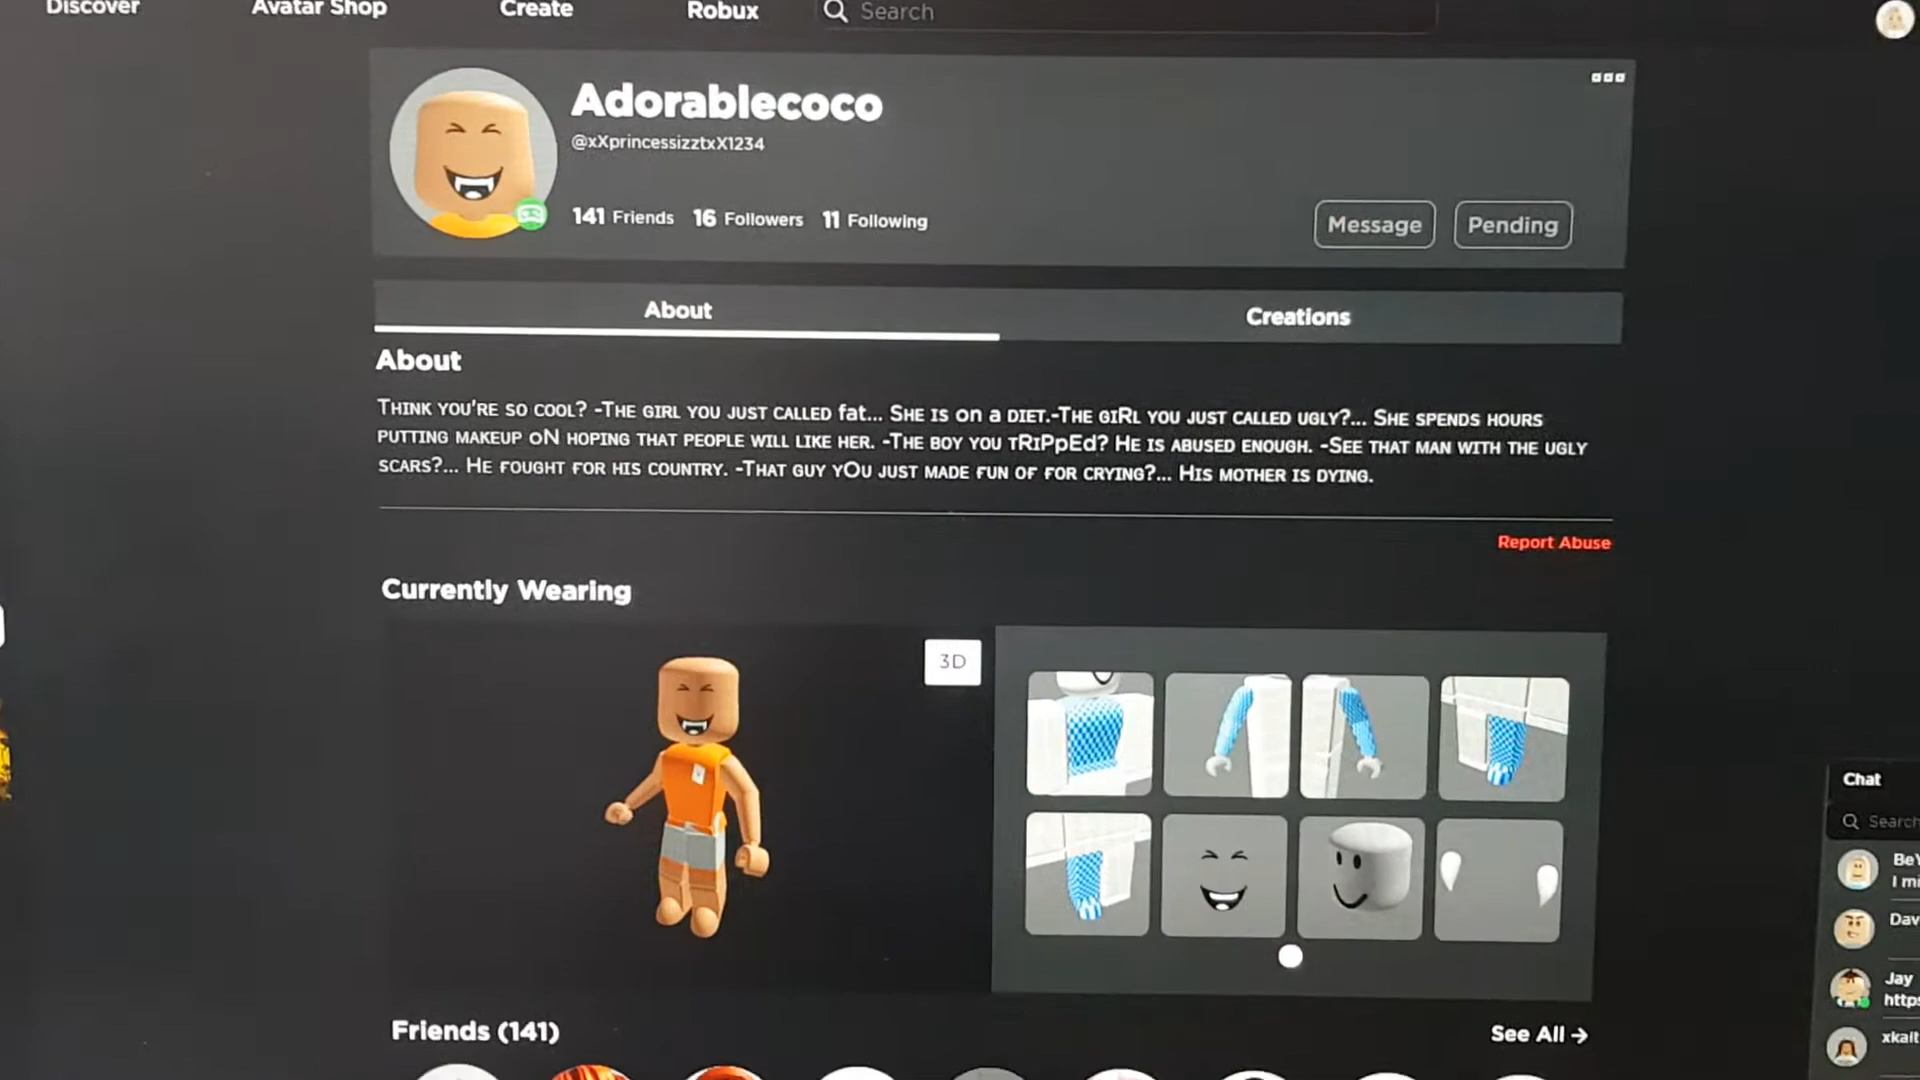 Discover Avatar Shop Create Robux Search
Adorablecoco
@xXprincessizztxX1234
141 Friends 16 Followers 11 Following
Message Pending
About Creations
About
THINK YOU'RE SO COOL? -THE GIRL YOU JUST CALLED fat... SHE IS on a DIET.-THE GIRL YOU JUST CALLED UGLY?... SHE SPENDS HOURS
PUTTING MAKEUP oN HOPING THAT PEOPLE WILL LIKE HER. -THE BOY YOU tRIPpEd? HE IS ABUSED ENOUGH. -SEE THAT MAN WITH THE UGLY
SCARS?... HE FOUGHT FOR HIS COUNTRY. -THAT GUY YOU JUST MADE FUN OF FOR CRYING?... HIS MOTHER IS DYING.
Report Abuse
Currently Wearing
3D
Chat
Search
BeY
I mi
Dav
Jay
https
xkait
Friends (141) See All →